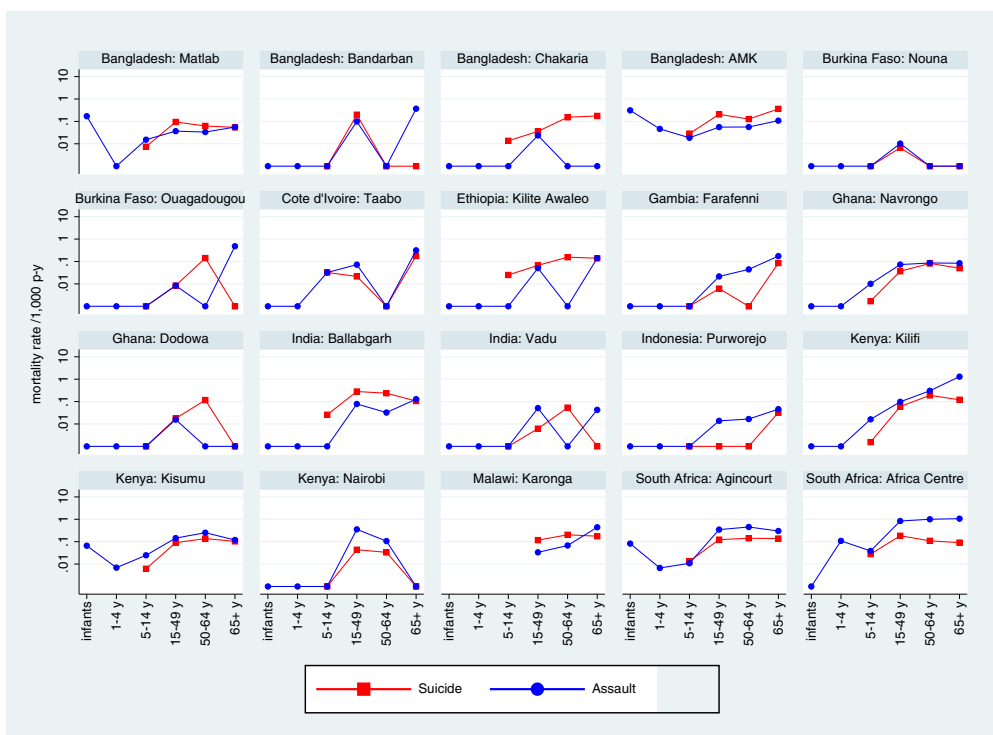 Bangladesh: Matlab
Bangladesh: Bandarban
Bangladesh: Chakaria
Bangladesh: AMK
Burkina Faso: Nouna
10
1
.1
.01
Burkina Faso: Ouagadougou
Cote d'Ivoire: Taabo
Ethiopia: Kilite Awaleo
Gambia: Farafenni
Ghana: Navrongo
10
1
.1
.01
mortality rate /1,000 p-y
Ghana: Dodowa
India: Ballabgarh
India: Vadu
Indonesia: Purworejo
Kenya: Kilifi
10
1
.1
.01
Kenya: Kisumu
Kenya: Nairobi
Malawi: Karonga
South Africa: Agincourt
South Africa: Africa Centre
10
1
.1
.01
infants
1-4 y
5-14 y
15-49 y
50-64 y
65+ y
infants
1-4 y
5-14 y
15-49 y
50-64 y
65+ y
infants
1-4 y
5-14 y
15-49 y
50-64 y
65+ y
infants
1-4 y
5-14 y
15-49 y
50-64 y
65+ y
infants
1-4 y
5-14 y
15-49 y
50-64 y
65+ y
Suicide
Assault